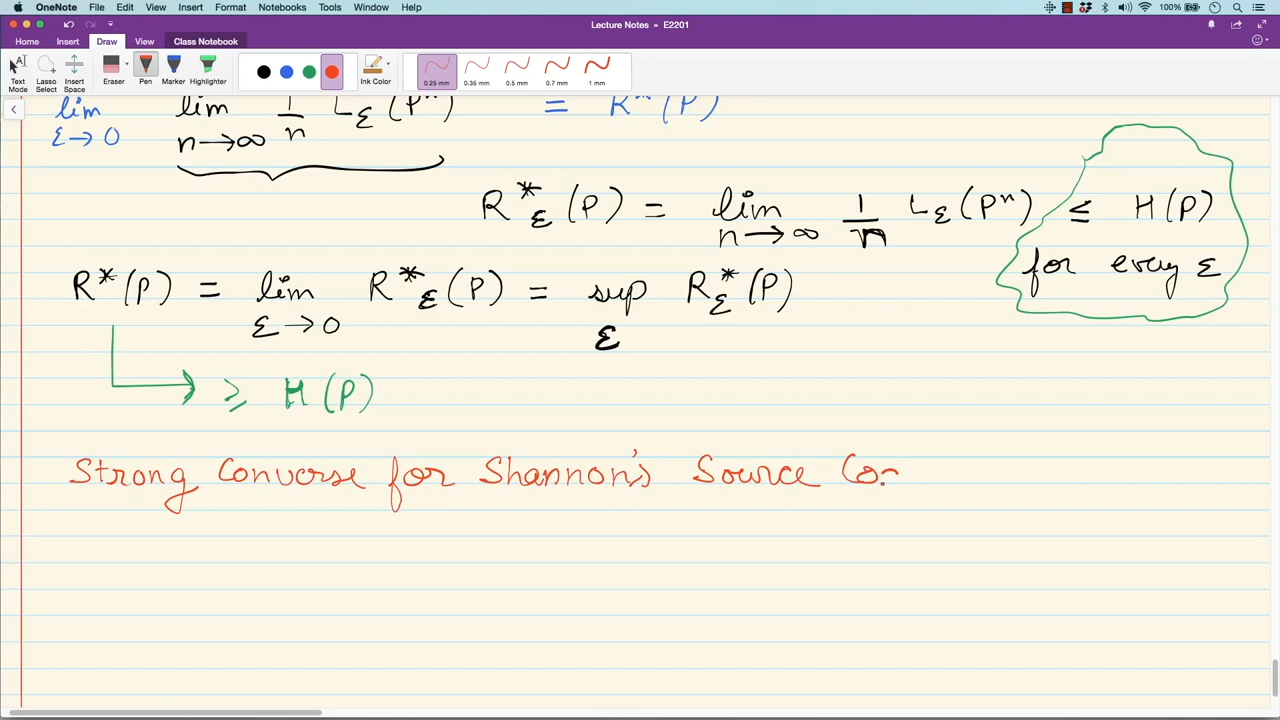 OneNote File Edit View Insert Format Notebooks Tools Window Help 100%
Lecture Notes - E2201
Home Insert Draw View Class Notebook
Text Mode Lasso Select Insert Space Eraser Pen Marker Highlighter Ink Color 0.25 mm 0.35 mm 0.5 mm 0.7 mm 1 mm
lim ε→0 lim n→∞ 1/n L_ε(Pⁿ) = R*(P)
R*_ε(P) = lim n→∞ 1/n L_ε(Pⁿ) ≤ H(P)
for every ε
R*(P) = lim ε→0 R*_ε(P) = sup ε R*_ε(P)
→ ≥ H(P)
Strong Converse for Shannon's Source Co